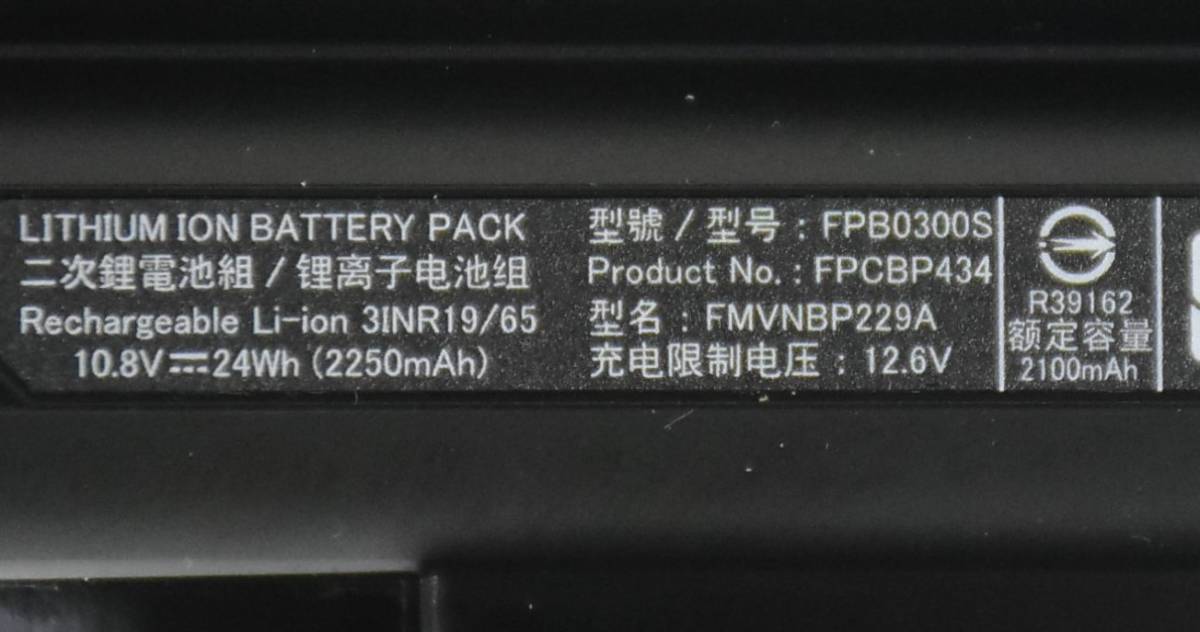 LITHIUM ION BATTERY PACK
二次鋰電池組 / 锂离子电池组
Rechargeable Li-ion 3INR19/65
10.8V⎓24Wh (2250mAh)
型號 / 型号 : FPB0300S
Product No. : FPCBP434
型名 : FMVNBP229A
充电限制电压 : 12.6V
R39162
额定容量
2100mAh